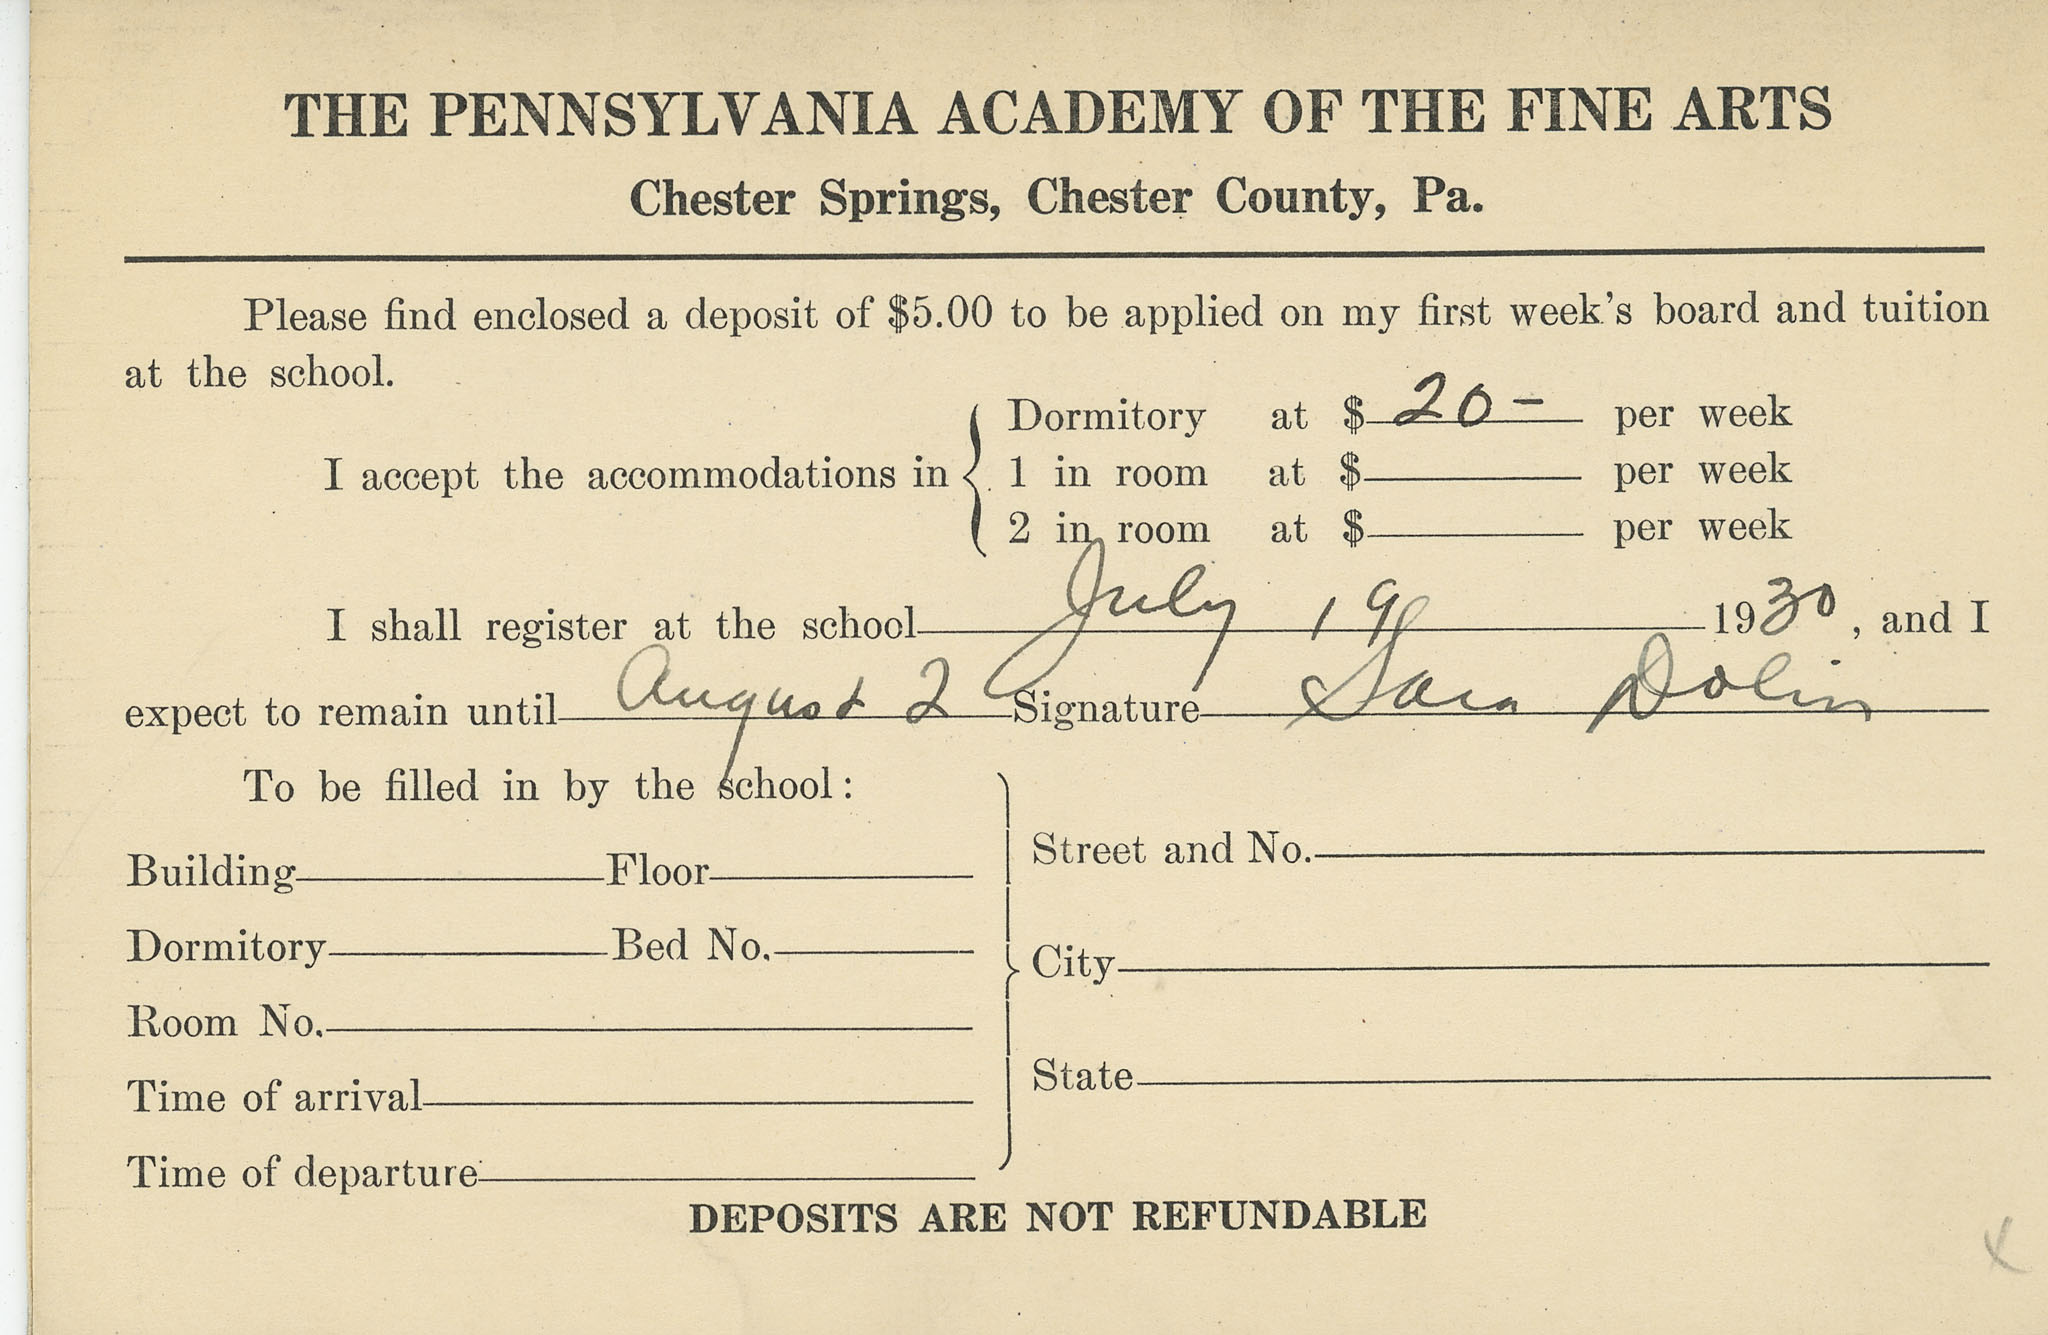 THE PENNSYLVANIA ACADEMY OF THE FINE ARTS
Chester Springs, Chester County, Pa.
Please find enclosed a deposit of $5.00 to be applied on my first week's board and tuition
at the school.
I accept the accommodations in
Dormitory at $ 20 - per week
1 in room at $ per week
2 in room at $ per week
I shall register at the school July 19 1930, and I
expect to remain until August 2 Signature Sara Dolin
To be filled in by the school:
Building Floor
Dormitory Bed No.
Room No.
Time of arrival
Time of departure
Street and No.
City
State
DEPOSITS ARE NOT REFUNDABLE
x